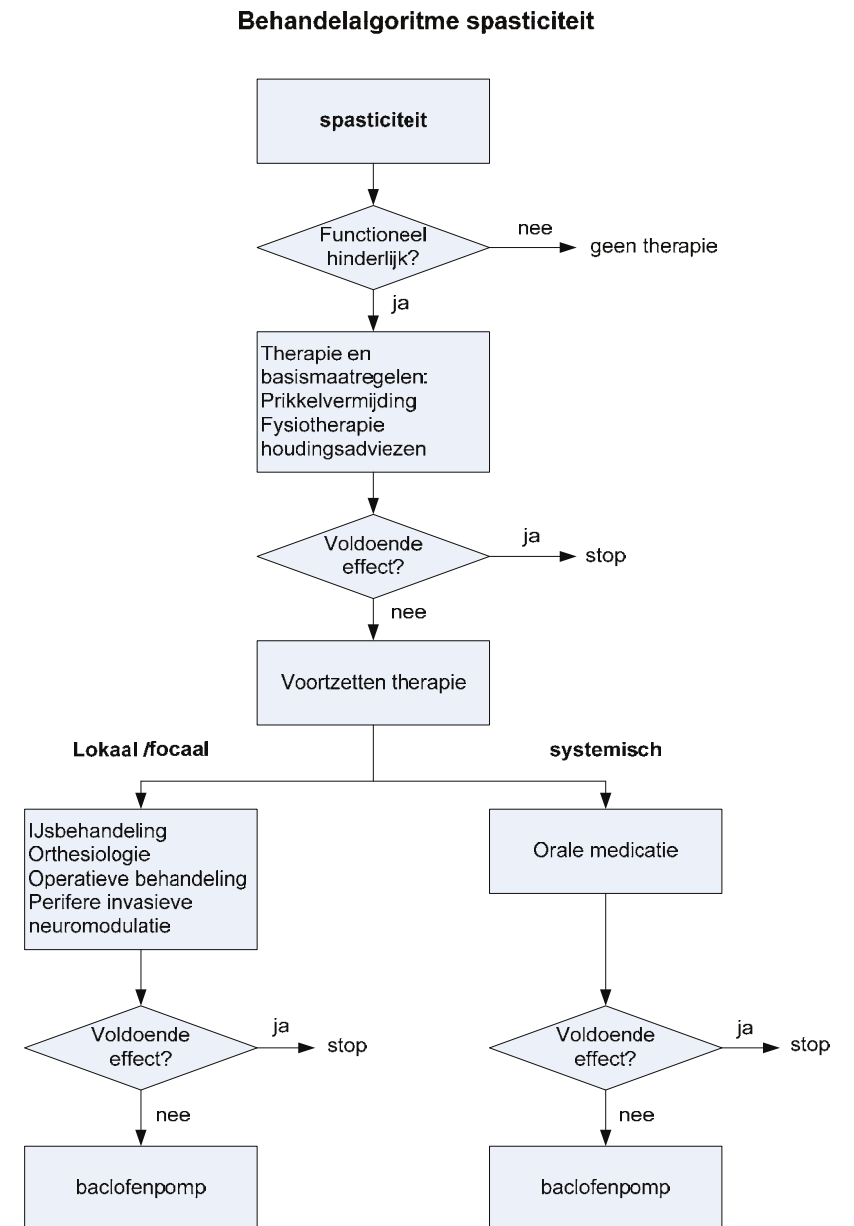 Behandelalgoritme spasticiteit
spasticiteit
Functioneel
hinderlijk?
nee
geen therapie
ja
Therapie en
basismaatregelen:
Prikkelvermijding
Fysiotherapie
houdingsadviezen
Voldoende
effect?
ja
stop
nee
Voortzetten therapie
Lokaal /focaal
systemisch
IJsbehandeling
Orthesiologie
Operatieve behandeling
Perifere invasieve
neuromodulatie
Orale medicatie
Voldoende
effect?
ja
stop
nee
Voldoende
effect?
ja
stop
nee
baclofenpomp
baclofenpomp